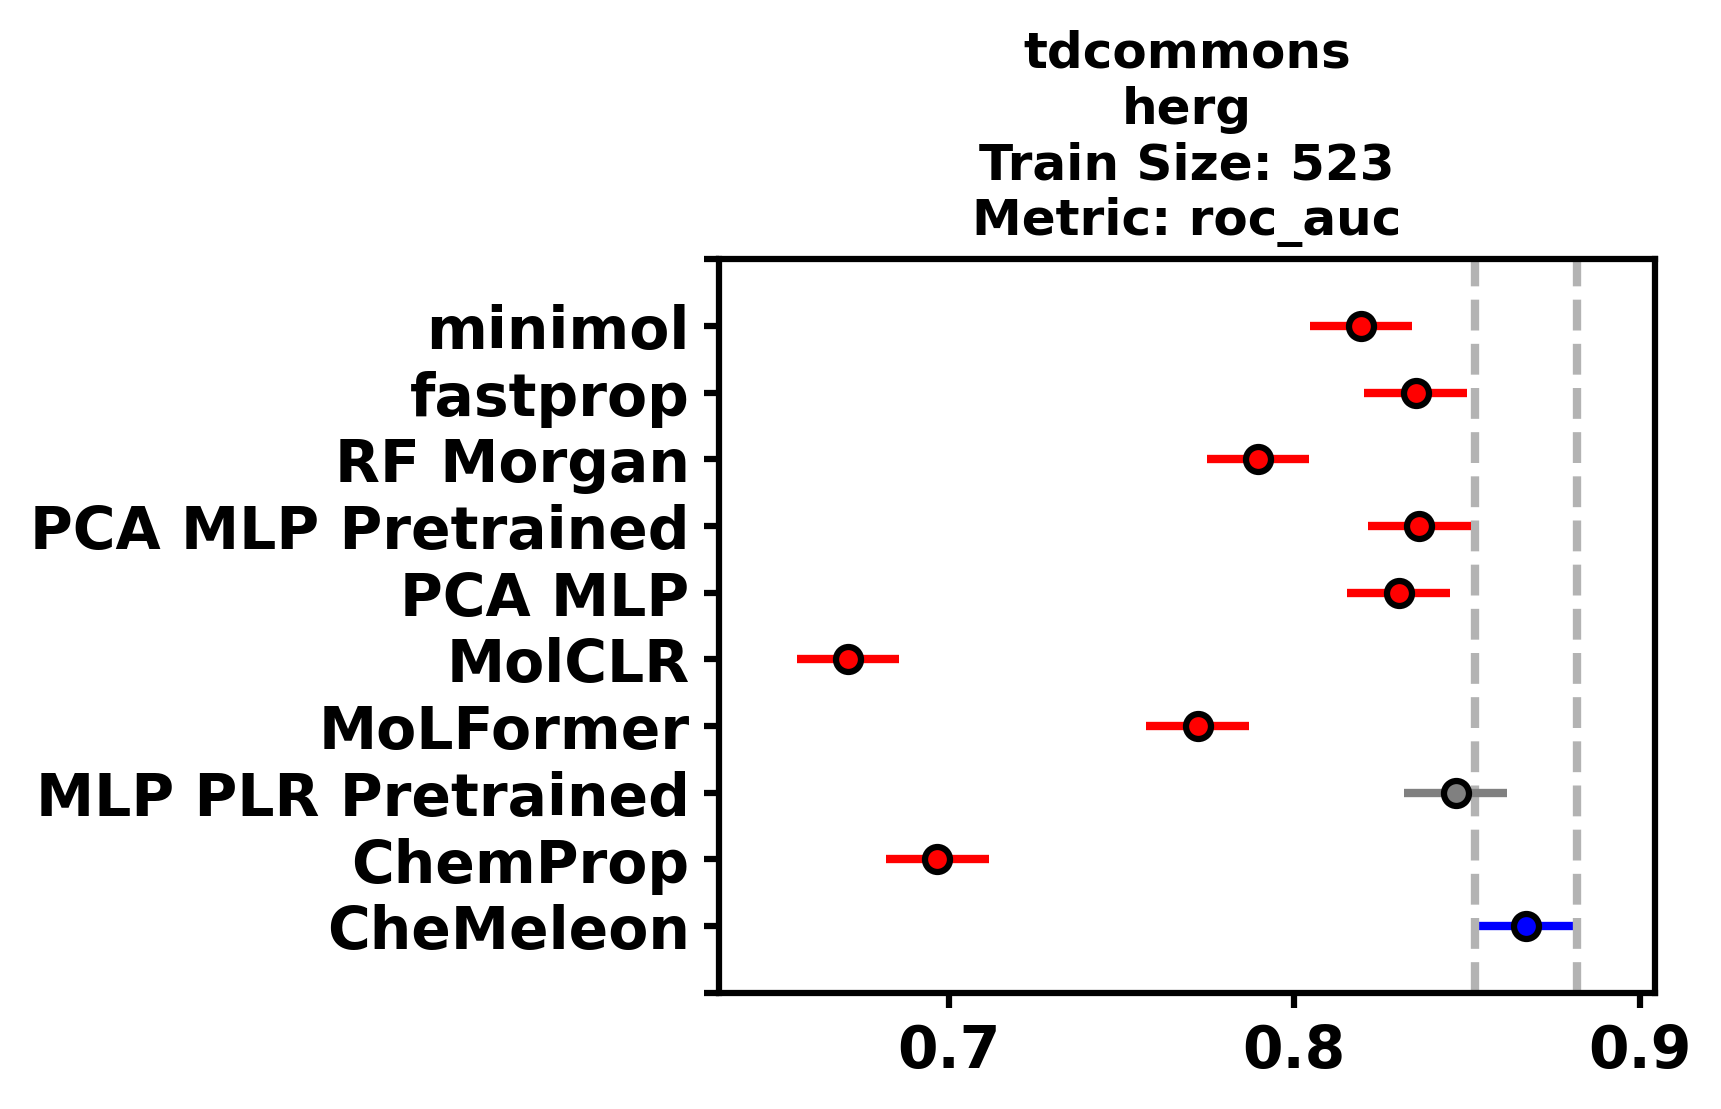 tdcommons
herg
Train Size: 523
Metric: roc_auc
minimol
fastprop
RF Morgan
PCA MLP Pretrained
PCA MLP
MolCLR
MoLFormer
MLP PLR Pretrained
ChemProp
CheMeleon
0.7 0.8 0.9